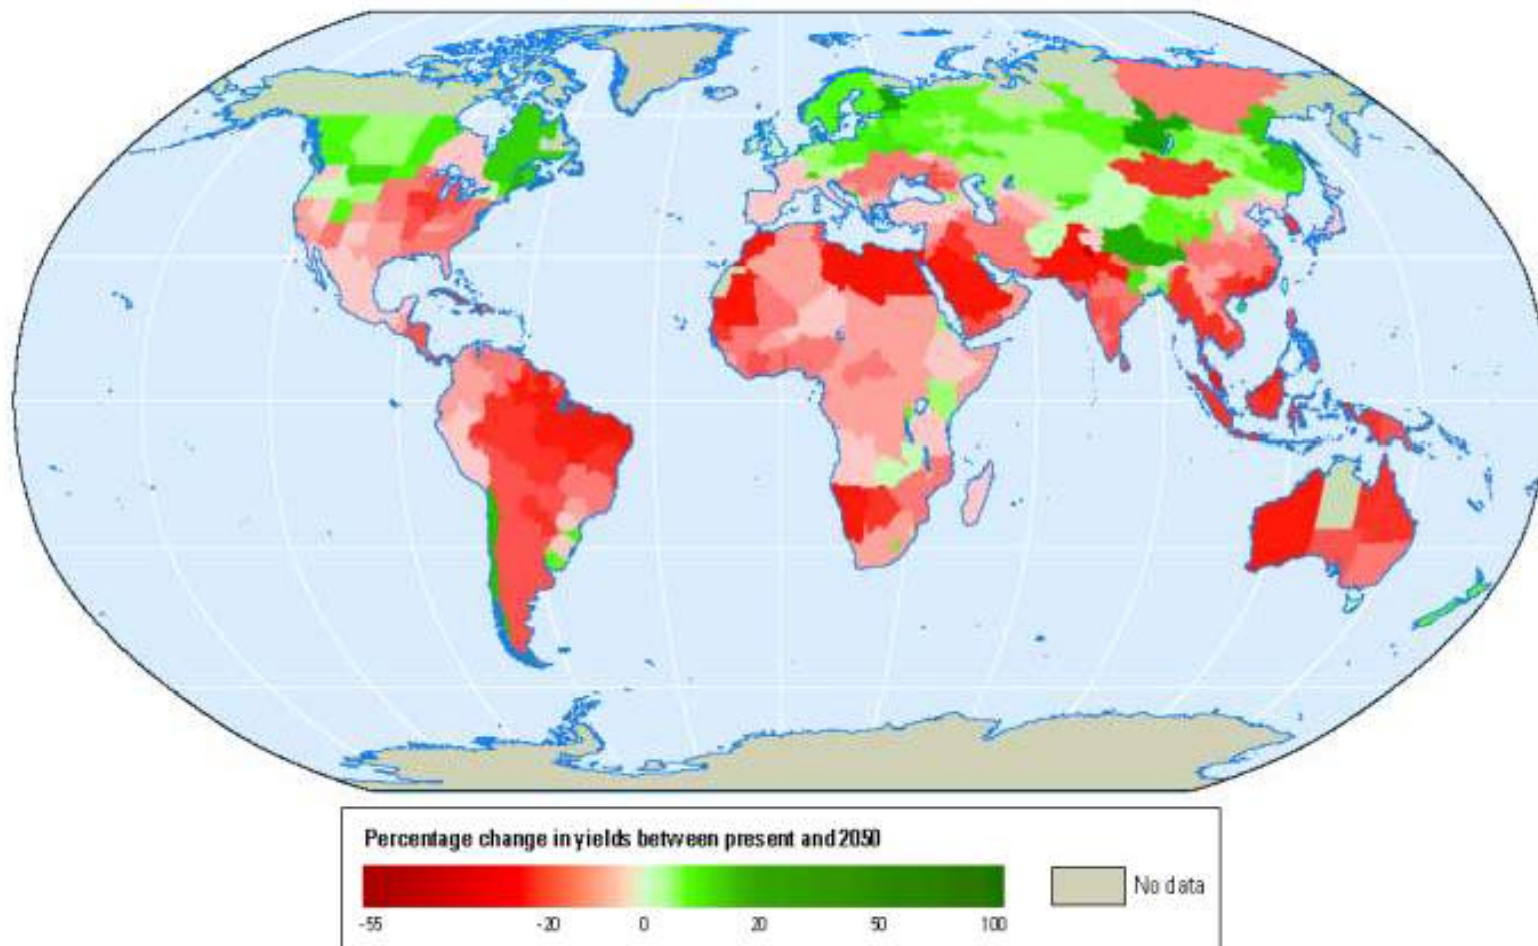 Percentage change in yields between present and 2050
No data
-55 -20 0 20 50 100